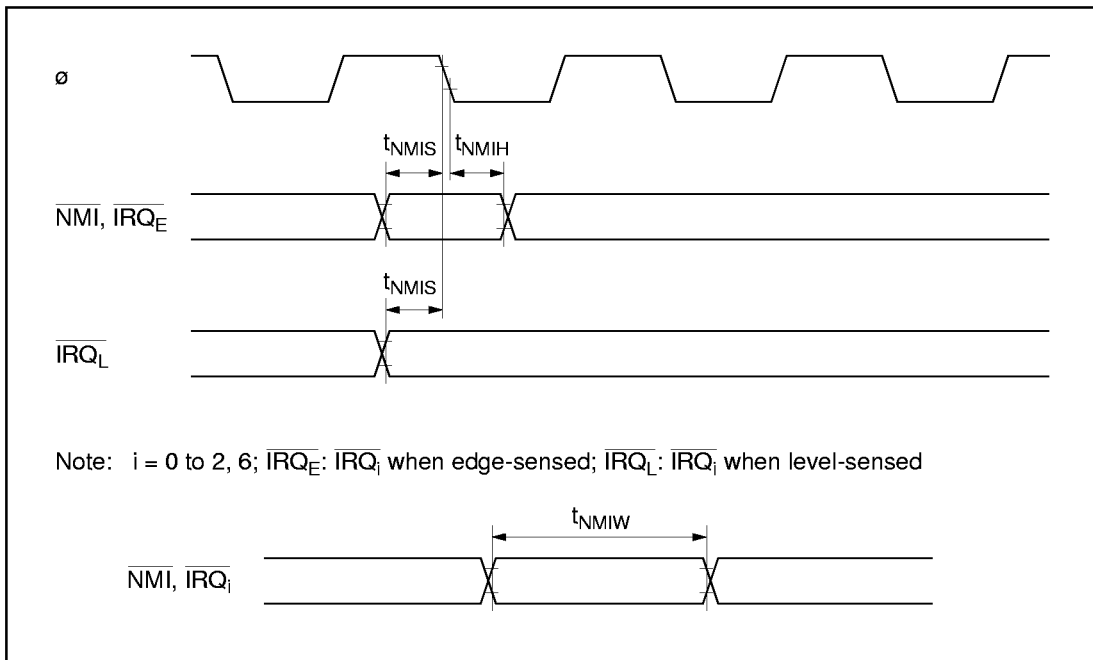 ø
tNMIS tNMIH
NMI, IRQE
tNMIS
IRQL
Note: i = 0 to 2, 6; IRQE: IRQi when edge-sensed; IRQL: IRQi when level-sensed
tNMIW
NMI, IRQi